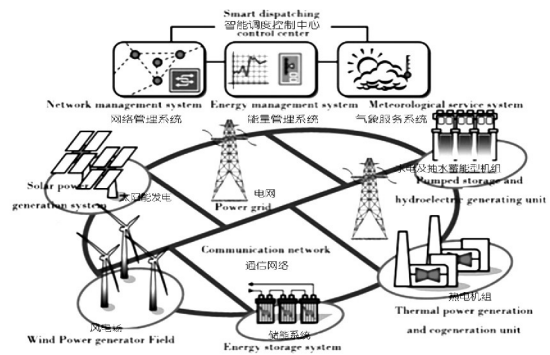 Smart dispatching
智能调度控制中心
control center
Network management system
网络管理系统
Energy management system
能量管理系统
Meteorological service system
气象服务系统
Solar power
太阳能发电
generation system
电网
Power grid
水电及抽水蓄能型机组
Pumped storage and
hydroelectric generating unit
Communication network
通信网络
风电场
Wind Power generator Field
储能系统
Energy storage system
热电机组
Thermal power generation
and cogeneration unit